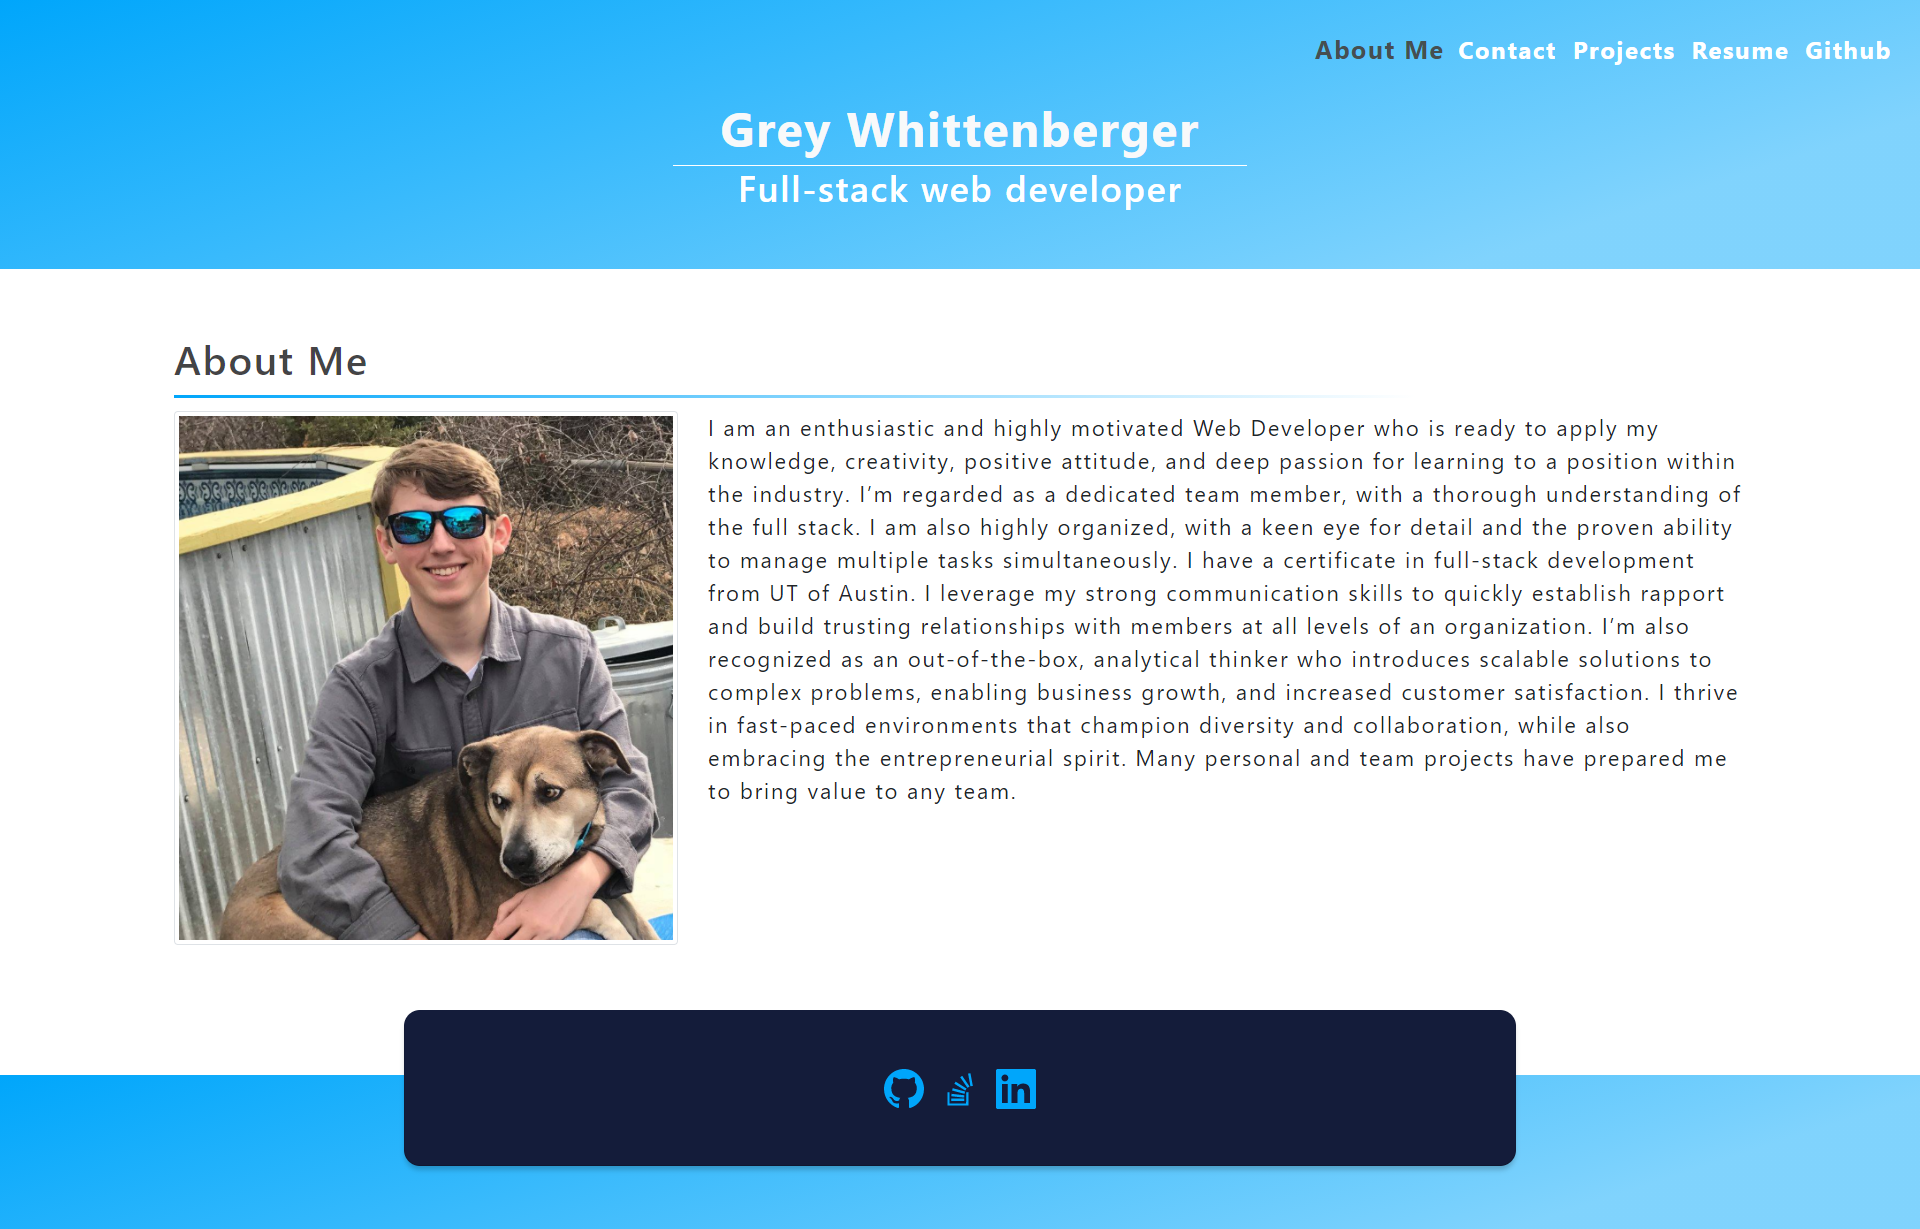 About Me Contact Projects Resume Github
Grey Whittenberger
Full-stack web developer
About Me
I am an enthusiastic and highly motivated Web Developer who is ready to apply my
knowledge, creativity, positive attitude, and deep passion for learning to a position within
the industry. I’m regarded as a dedicated team member, with a thorough understanding of
the full stack. I am also highly organized, with a keen eye for detail and the proven ability
to manage multiple tasks simultaneously. I have a certificate in full-stack development
from UT of Austin. I leverage my strong communication skills to quickly establish rapport
and build trusting relationships with members at all levels of an organization. I’m also
recognized as an out-of-the-box, analytical thinker who introduces scalable solutions to
complex problems, enabling business growth, and increased customer satisfaction. I thrive
in fast-paced environments that champion diversity and collaboration, while also
embracing the entrepreneurial spirit. Many personal and team projects have prepared me
to bring value to any team.
in